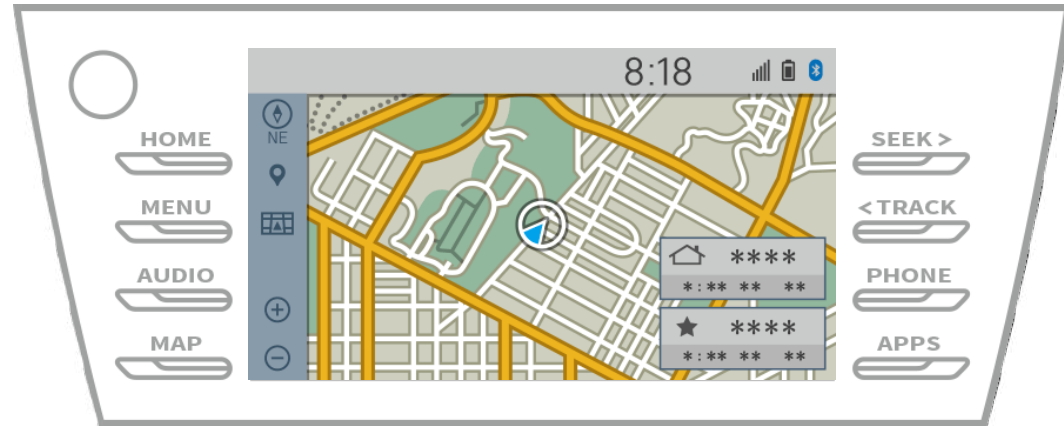 8:18
HOME
NE
MENU
AUDIO
MAP
SEEK >
< TRACK
PHONE
APPS
****
*:** ** **
****
*:** ** **